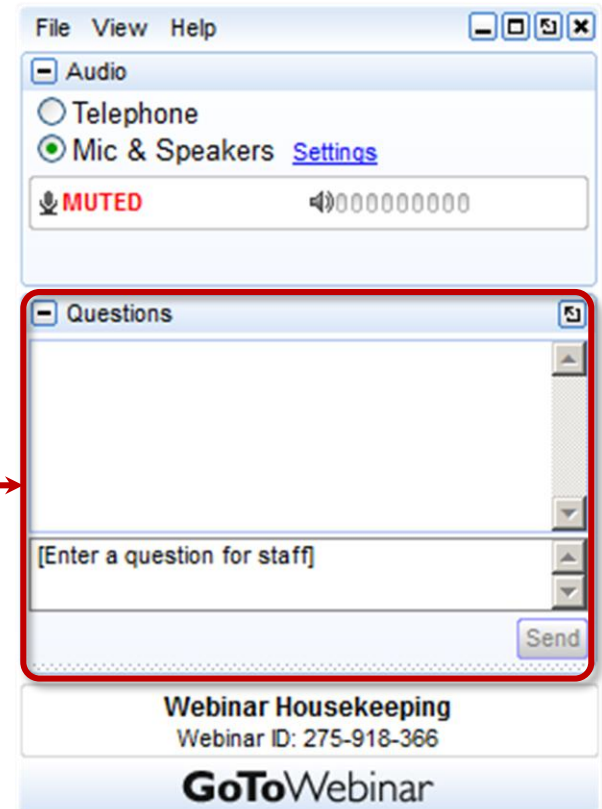 File View Help
Audio
Telephone
Mic & Speakers Settings
MUTED 000000000
Questions
[Enter a question for staff]
Send
Webinar Housekeeping
Webinar ID: 275-918-366
GoToWebinar